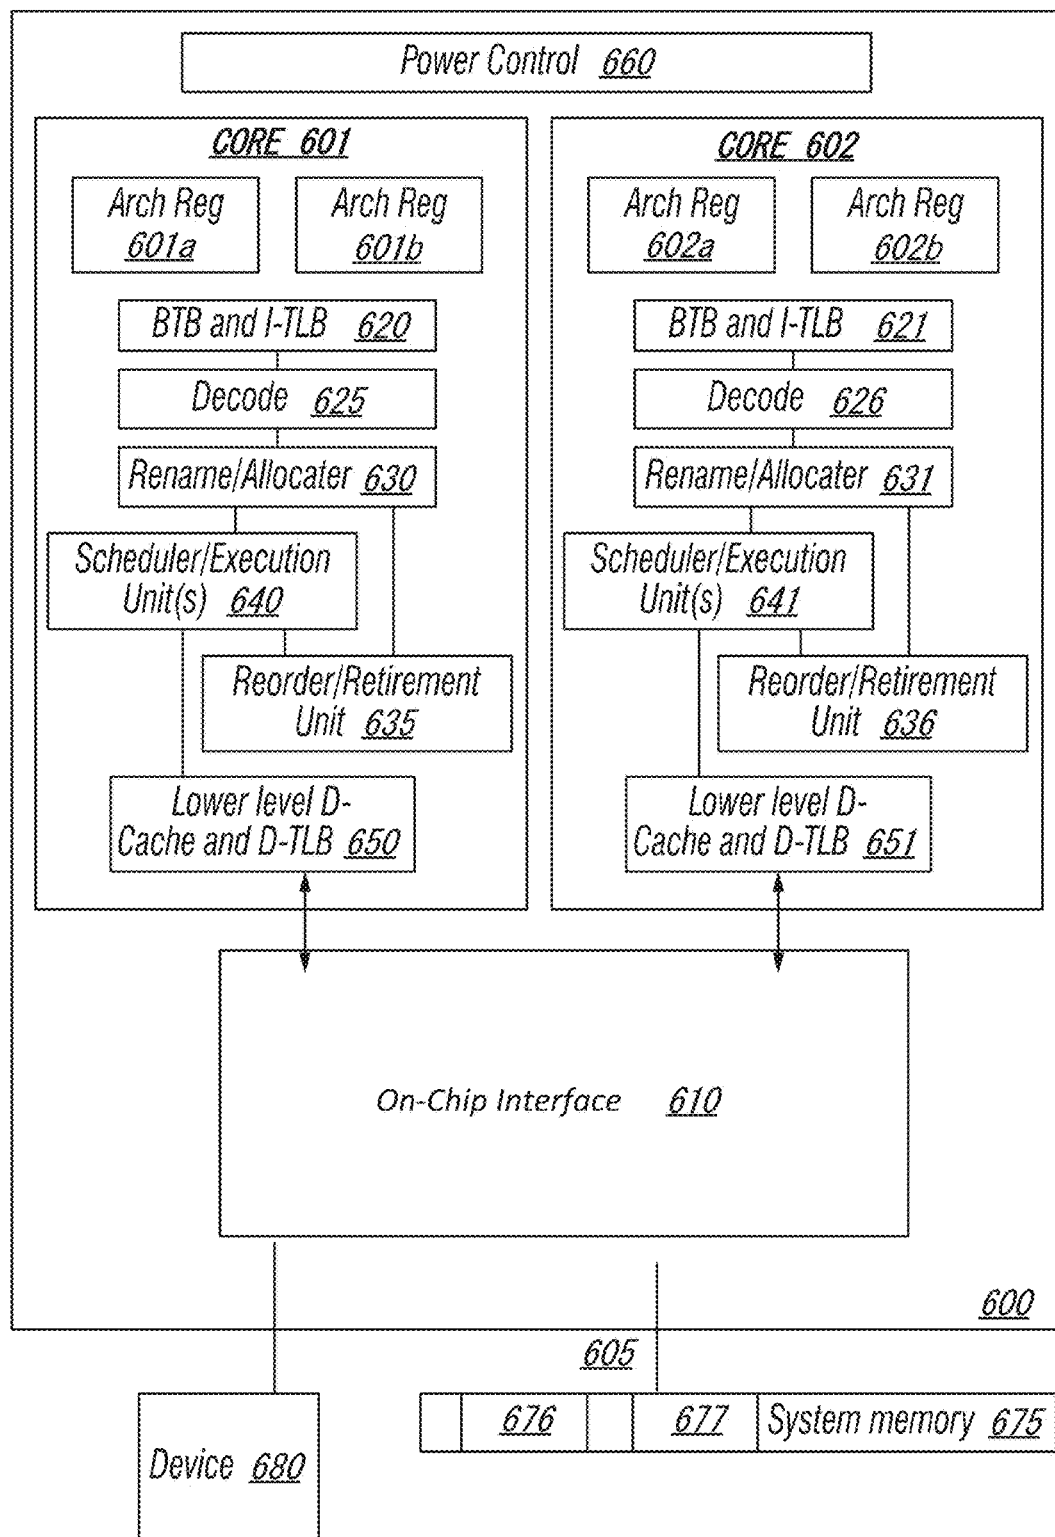 Power Control 660
CORE 601
Arch Reg
601a
Arch Reg
601b
BTB and I-TLB 620
Decode 625
Rename/Allocater 630
Scheduler/Execution
Unit(s) 640
Reorder/Retirement
Unit 635
Lower level D-
Cache and D-TLB 650
CORE 602
Arch Reg
602a
Arch Reg
602b
BTB and I-TLB 621
Decode 626
Rename/Allocater 631
Scheduler/Execution
Unit(s) 641
Reorder/Retirement
Unit 636
Lower level D-
Cache and D-TLB 651
On-Chip Interface 610
600
605
Device 680
676
677
System memory 675